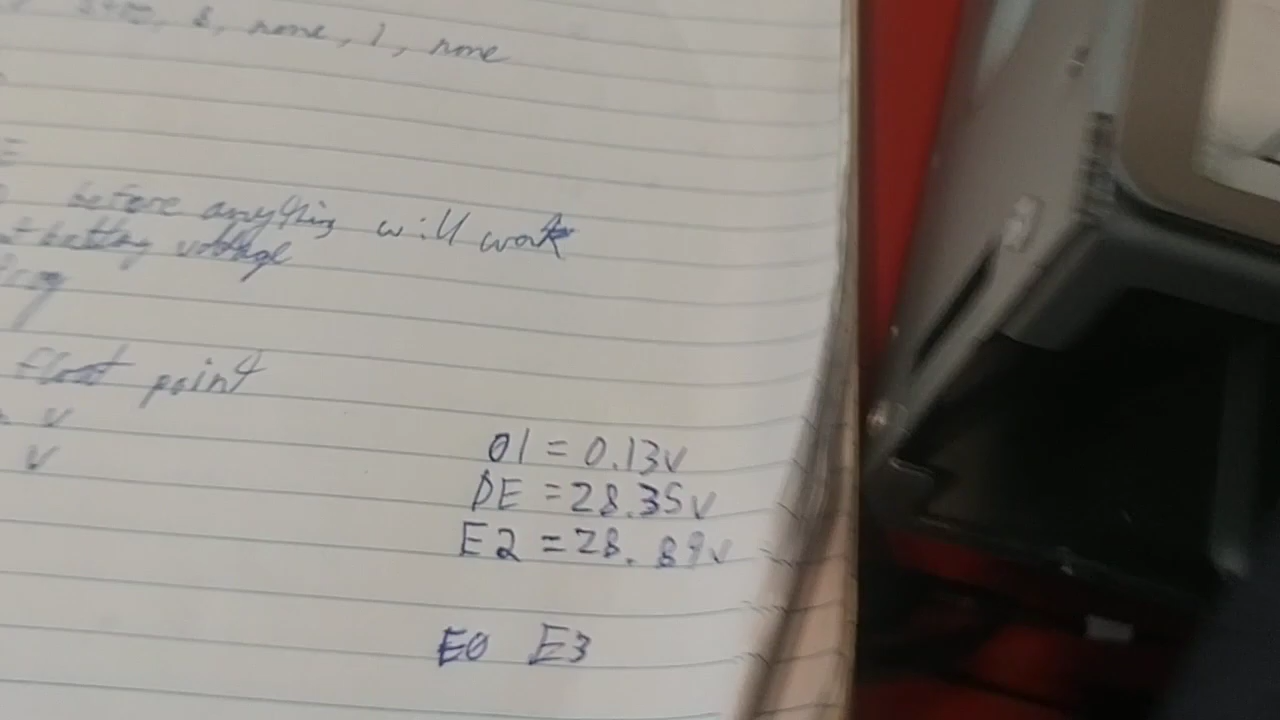 8, none, 1, none
before anything will work
battery voltage
float point
V
V
01 = 0.13v
DE = 28.35v
E2 = 28.89v
E0 E3